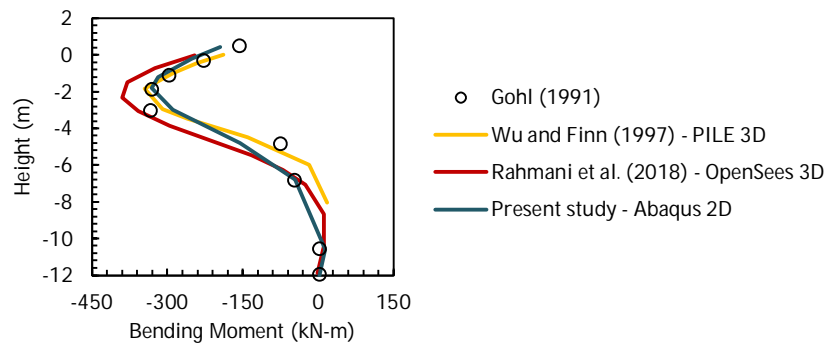 2
0
-2
-4
-6
-8
-10
-12
Height (m)
-450 -300 -150 0 150
Bending Moment (kN-m)
Gohl (1991)
Wu and Finn (1997) - PILE 3D
Rahmani et al. (2018) - OpenSees 3D
Present study - Abaqus 2D